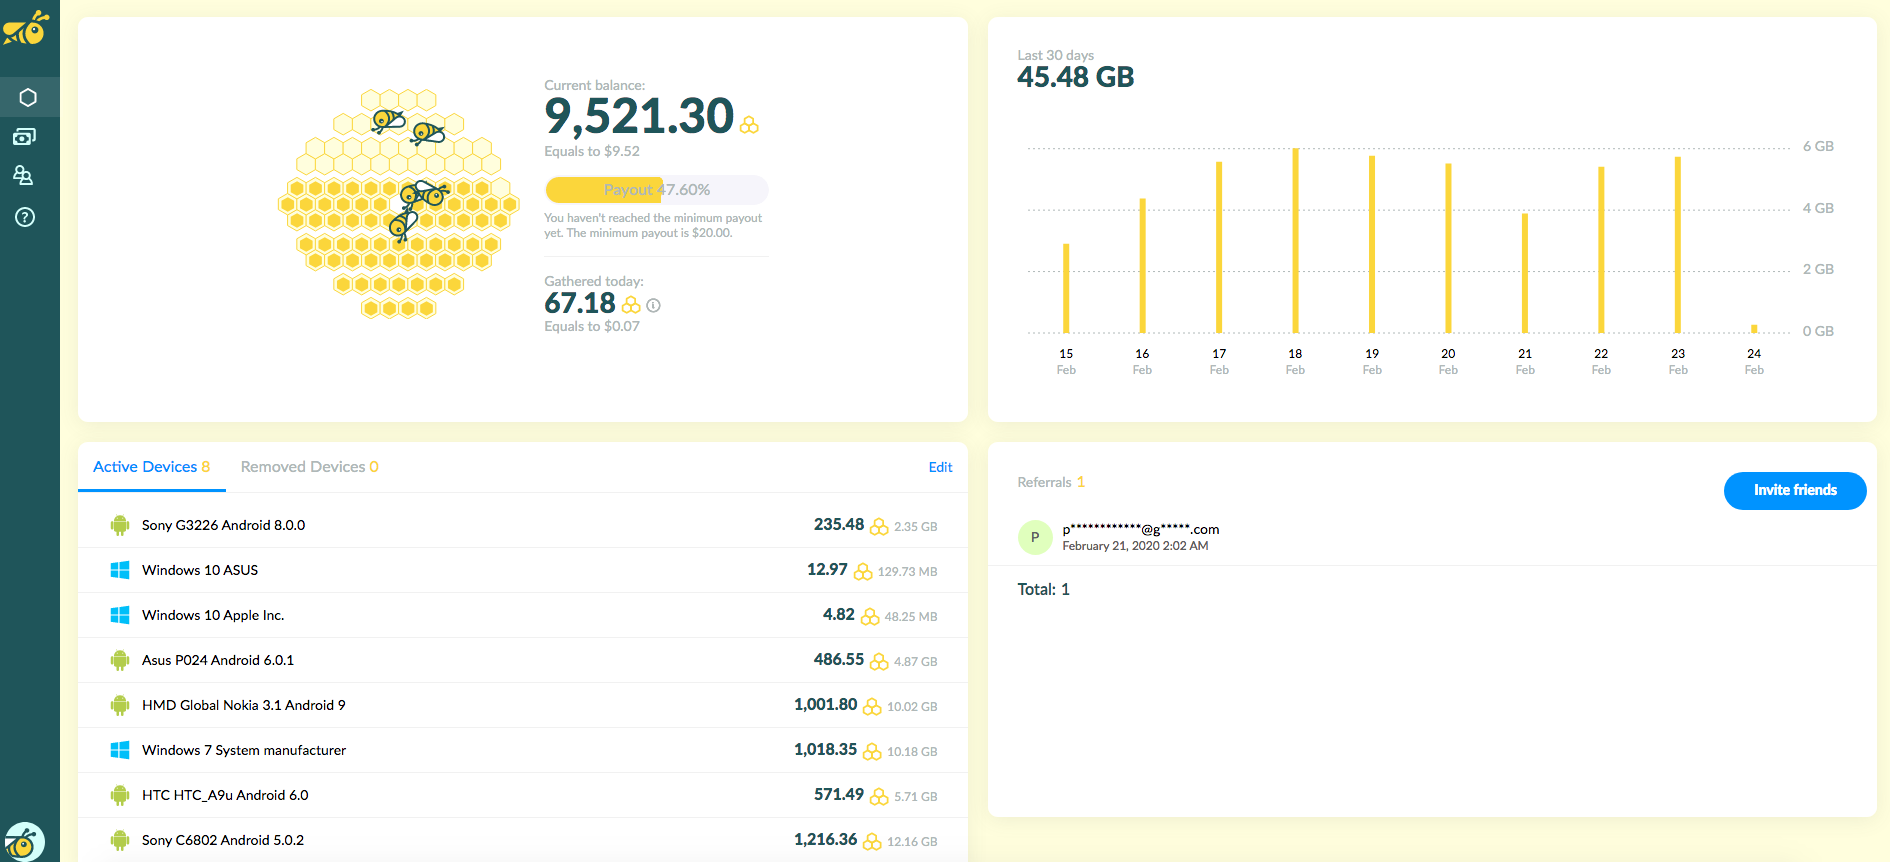 Current balance:
9,521.30
Equals to $9.52
Payout 47.60%
You haven't reached the minimum payout
yet. The minimum payout is $20.00.
Gathered today:
67.18
Equals to $0.07
Last 30 days
45.48 GB
6 GB
4 GB
2 GB
0 GB
15 16 17 18 19 20 21 22 23 24
Feb Feb Feb Feb Feb Feb Feb Feb Feb Feb
Active Devices 8 Removed Devices 0 Edit
Sony G3226 Android 8.0.0 235.48 2.35 GB
Windows 10 ASUS 12.97 129.73 MB
Windows 10 Apple Inc. 4.82 48.25 MB
Asus P024 Android 6.0.1 486.55 4.87 GB
HMD Global Nokia 3.1 Android 9 1,001.80 10.02 GB
Windows 7 System manufacturer 1,018.35 10.18 GB
HTC HTC_A9u Android 6.0 571.49 5.71 GB
Sony C6802 Android 5.0.2 1,216.36 12.16 GB
Referrals 1
Invite friends
P
p************@g*****.com
February 21, 2020 2:02 AM
Total: 1